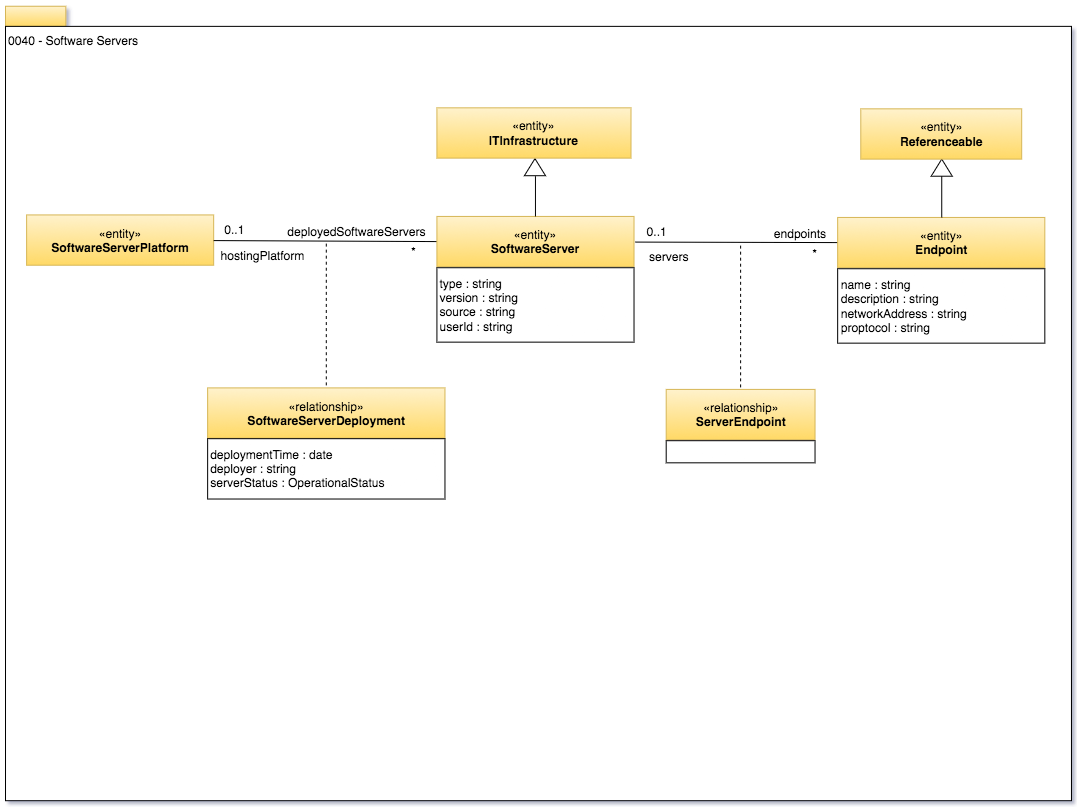 0040 - Software Servers
«entity»
ITInfrastructure
«entity»
Referenceable
«entity»
SoftwareServerPlatform
0..1
deployedSoftwareServers
hostingPlatform
*
«entity»
SoftwareServer
type : string
version : string
source : string
userId : string
0..1
endpoints
servers
*
«entity»
Endpoint
name : string
description : string
networkAddress : string
proptocol : string
«relationship»
SoftwareServerDeployment
deploymentTime : date
deployer : string
serverStatus : OperationalStatus
«relationship»
ServerEndpoint